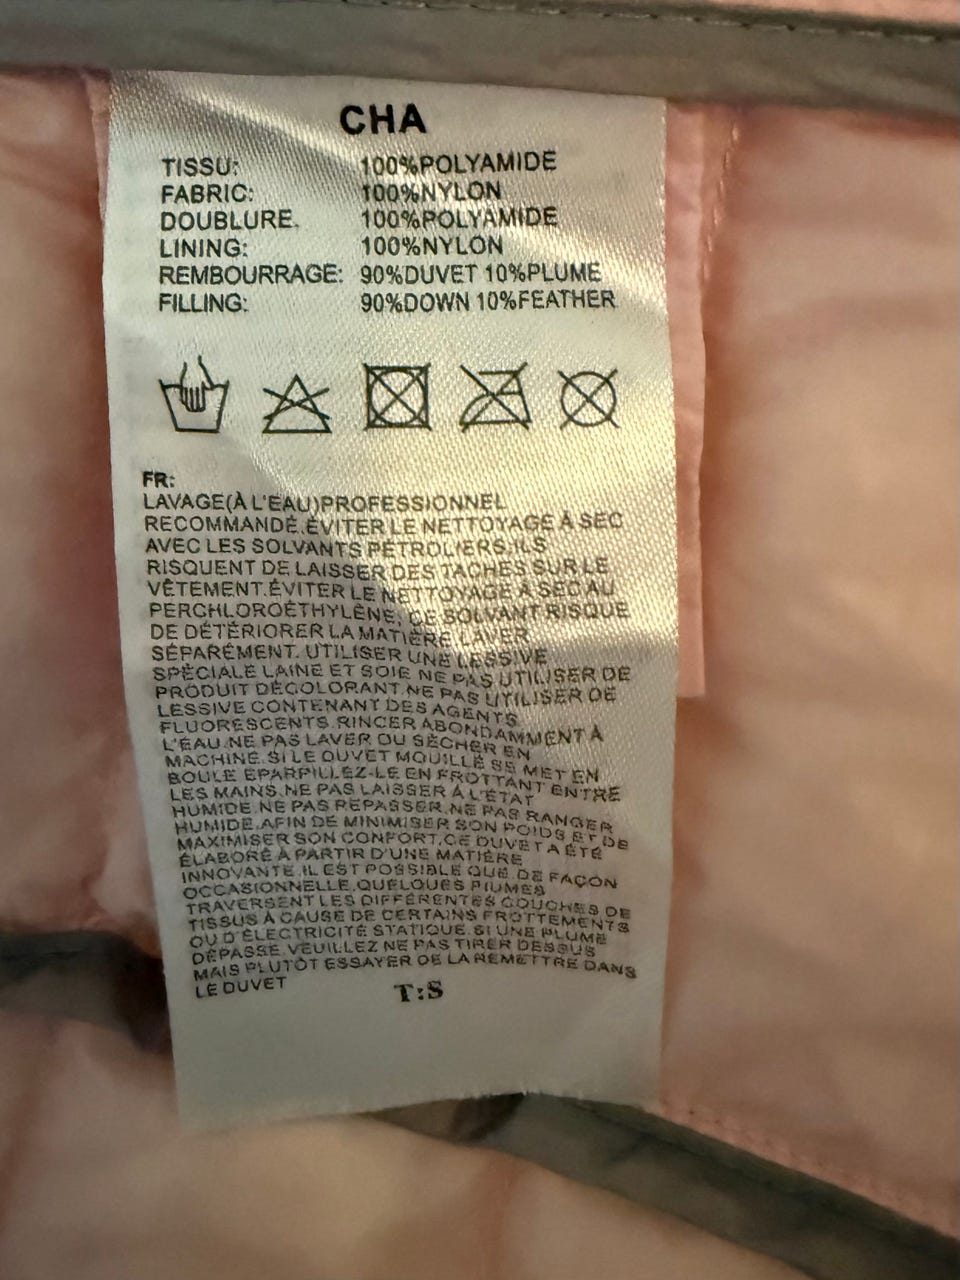 CHA
TISSU: 100%POLYAMIDE
FABRIC: 100%NYLON
DOUBLURE. 100%POLYAMIDE
LINING: 100%NYLON
REMBOURRAGE: 90%DUVET 10%PLUME
FILLING: 90%DOWN 10%FEATHER
FR:
LAVAGE(À L'EAU)PROFESSIONNEL
RECOMMANDÉ.ÉVITER LE NETTOYAGE À SEC
AVEC LES SOLVANTS PÉTROLIERS.ILS
RISQUENT DE LAISSER DES TACHES SUR LE
VÊTEMENT.ÉVITER LE NETTOYAGE À SEC AU
PERCHLOROÉTHYLÈNE; CE SOLVANT RISQUE
DE DÉTÉRIORER LA MATIÈRE LAVER
SÉPARÉMENT. UTILISER UNE LESSIVE
SPÉCIALE LAINE ET SOIE NE PAS UTILISER DE
PRODUIT DÉCOLORANT.NE PAS UTILISER DE
LESSIVE CONTENANT DES AGENTS
FLUORESCENTS.RINCER ABONDAMMENT À
L'EAU.NE PAS LAVER OU SÉCHER EN
MACHINE.SI LE DUVET MOUILLÉ SE MET EN
BOULE ÉPARPILLEZ-LE EN FROTTANT ENTRE
LES MAINS.NE PAS LAISSER À L'ÉTAT
HUMIDE.NE PAS REPASSER.NE PAS RANGER
HUMIDE.AFIN DE MINIMISER SON POIDS ET DE
MAXIMISER SON CONFORT,CE DUVET A ÉTÉ
ÉLABORÉ À PARTIR D'UNE MATIÈRE
INNOVANTE.IL EST POSSIBLE QUE,DE FAÇON
OCCASIONNELLE,QUELQUES PLUMES
TRAVERSENT LES DIFFÉRENTES COUCHES DE
TISSUS À CAUSE DE CERTAINS FROTTEMENTS
OU D'ÉLECTRICITÉ STATIQUE.SI UNE PLUME
DÉPASSE,VEUILLEZ NE PAS TIRER DESSUS
MAIS PLUTÔT ESSAYER DE LA REMETTRE DANS
LE DUVET
T:S